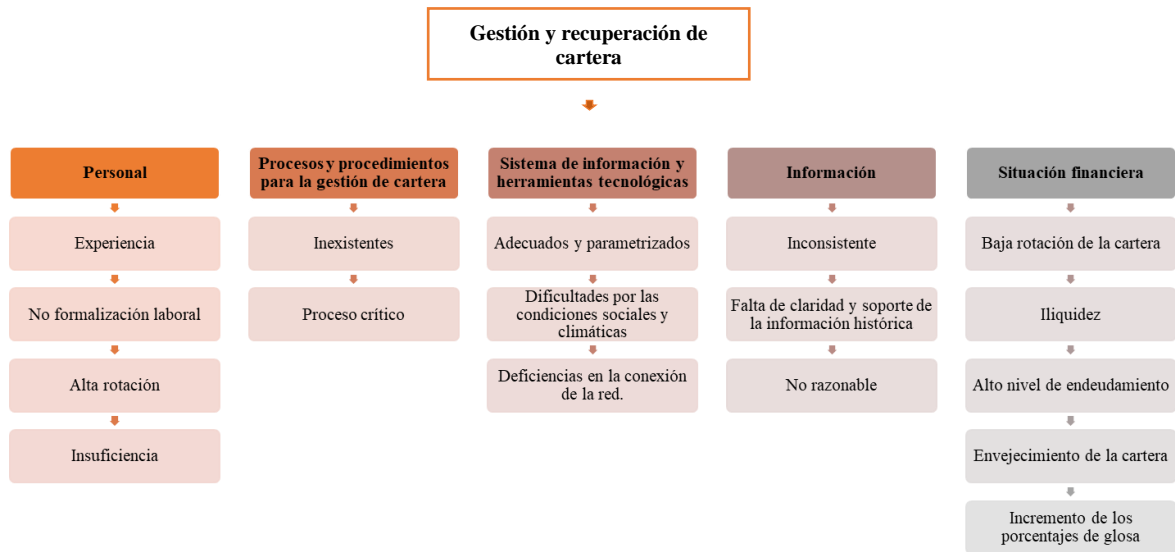 Gestión y recuperación de
cartera
Personal
Experiencia
No formalización laboral
Alta rotación
Insuficiencia
Procesos y procedimientos
para la gestión de cartera
Inexistentes
Proceso crítico
Sistema de información y
herramientas tecnológicas
Adecuados y parametrizados
Dificultades por las
condiciones sociales y
climáticas
Deficiencias en la conexión
de la red.
Información
Inconsistente
Falta de claridad y soporte de
la información histórica
No razonable
Situación financiera
Baja rotación de la cartera
Iliquidez
Alto nivel de endeudamiento
Envejecimiento de la cartera
Incremento de los
porcentajes de glosa